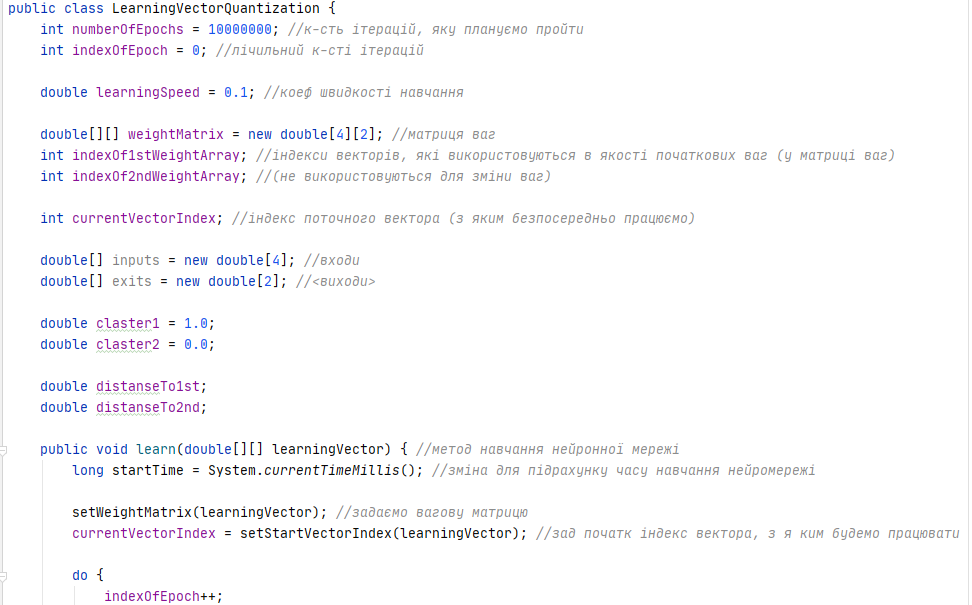 public class LearningVectorQuantization {
int numberOfEpochs = 10000000; //к-сть ітерацій, яку плануємо пройти
int indexOfEpoch = 0; //лічильний к-сті ітерацій
double learningSpeed = 0.1; //коеф швидкості навчання
double[][] weightMatrix = new double[4][2]; //матриця ваг
int indexOf1stWeightArray; //індекси векторів, які використовуються в якості початкових ваг (у матриці ваг)
int indexOf2ndWeightArray; //(не використовуються для зміни ваг)
int currentVectorIndex; //індекс поточного вектора (з яким безпосередньо працюємо)
double[] inputs = new double[4]; //входи
double[] exits = new double[2]; //<виходи>
double claster1 = 1.0;
double claster2 = 0.0;
double distanseTo1st;
double distanseTo2nd;
public void learn(double[][] learningVector) { //метод навчання нейронної мережі
long startTime = System.currentTimeMillis(); //зміна для підрахунку часу навчання нейромережі
setWeightMatrix(learningVector); //задаємо вагову матрицю
currentVectorIndex = setStartVectorIndex(learningVector); //зад початк індекс вектора, з я ким будемо працювати
do {
indexOfEpoch++;